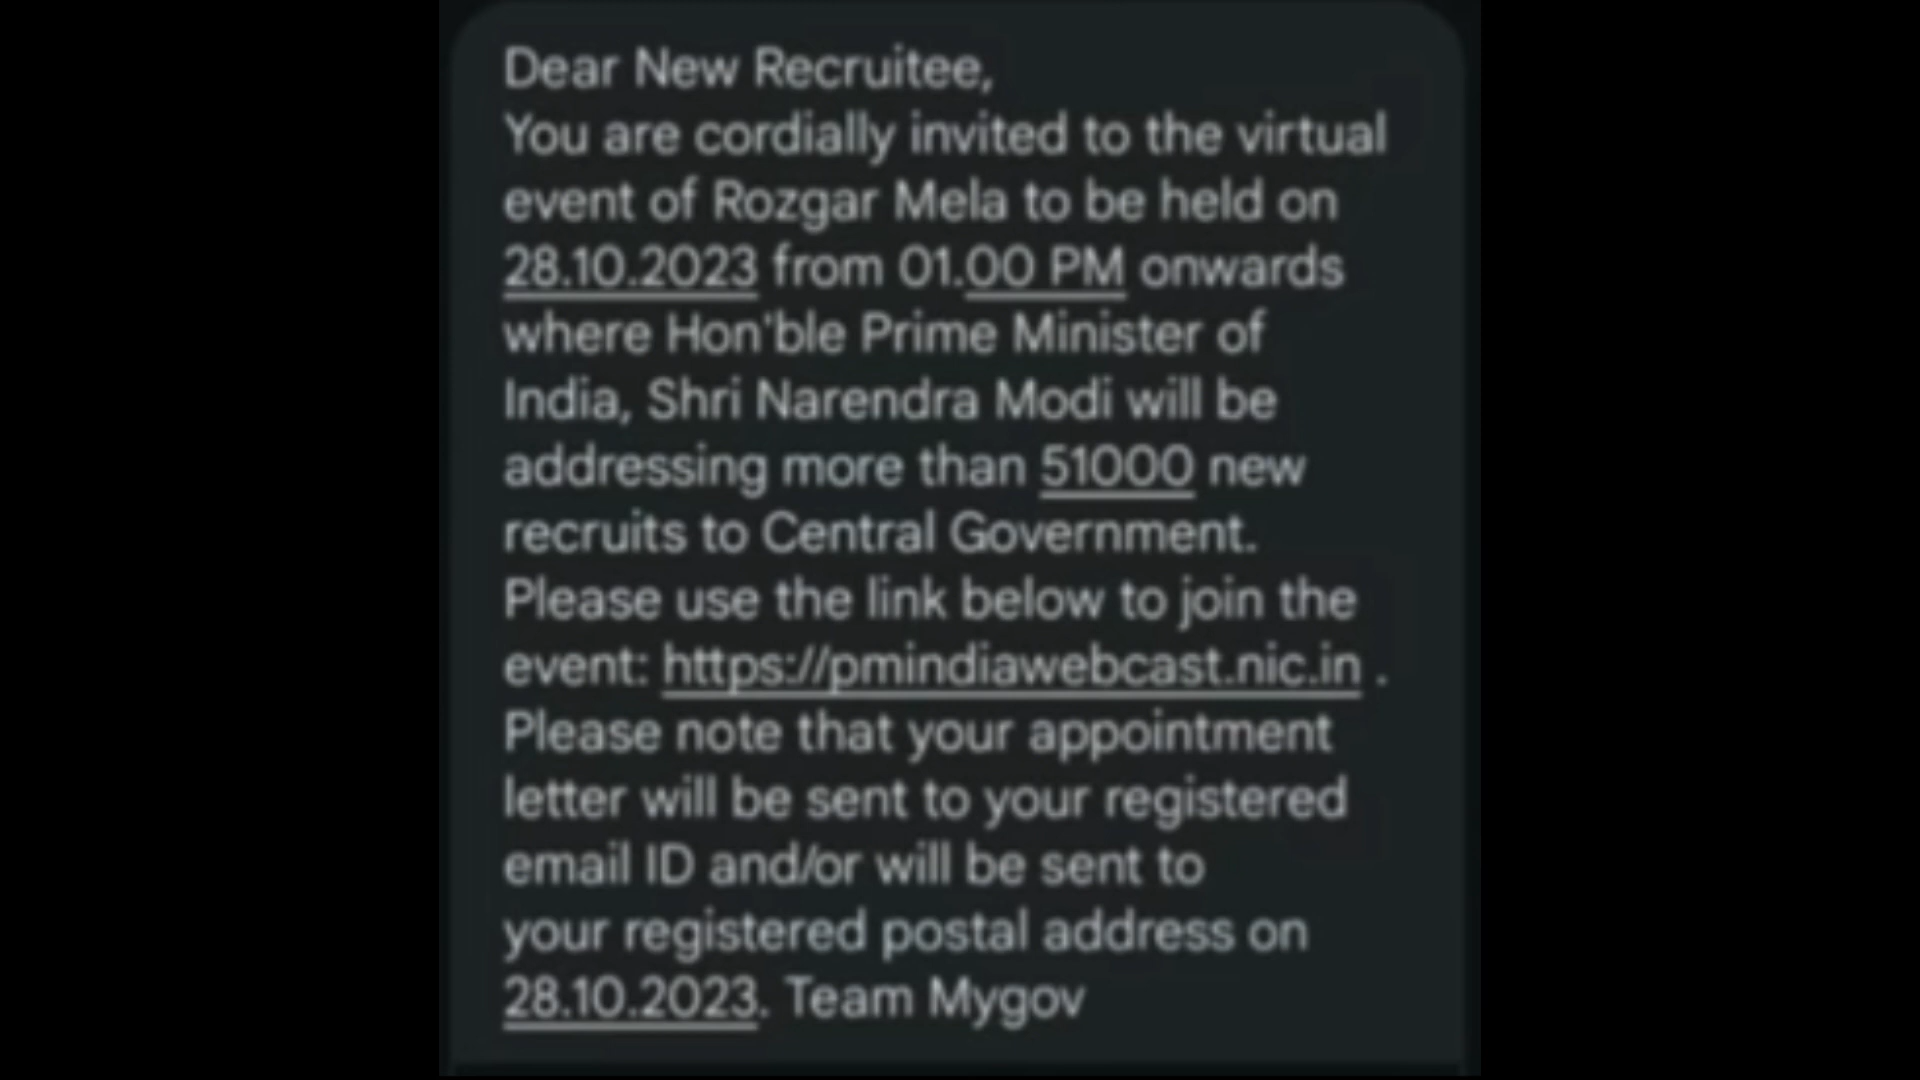 Dear New Recruitee,
You are cordially invited to the virtual
event of Rozgar Mela to be held on
28.10.2023 from 01.00 PM onwards
where Hon'ble Prime Minister of
India, Shri Narendra Modi will be
addressing more than 51000 new
recruits to Central Government.
Please use the link below to join the
event: https://pmindiawebcast.nic.in .
Please note that your appointment
letter will be sent to your registered
email ID and/or will be sent to
your registered postal address on
28.10.2023. Team Mygov